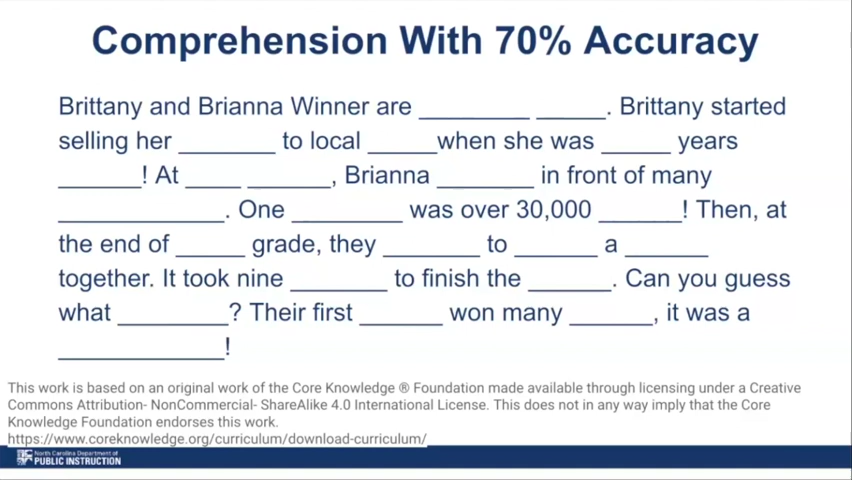 Comprehension With 70% Accuracy
Brittany and Brianna Winner are ________ _____. Brittany started
selling her _______ to local _____when she was _____ years
______! At ____ ______, Brianna _______ in front of many
____________. One ________ was over 30,000 ______! Then, at
the end of _____ grade, they _______ to ______ a ______
together. It took nine _______ to finish the ______. Can you guess
what ________? Their first ______ won many ______, it was a
____________!
This work is based on an original work of the Core Knowledge ® Foundation made available through licensing under a Creative
Commons Attribution- NonCommercial- ShareAlike 4.0 International License. This does not in any way imply that the Core
Knowledge Foundation endorses this work.
https://www.coreknowledge.org/curriculum/download-curriculum/
North Carolina Department of
PUBLIC INSTRUCTION